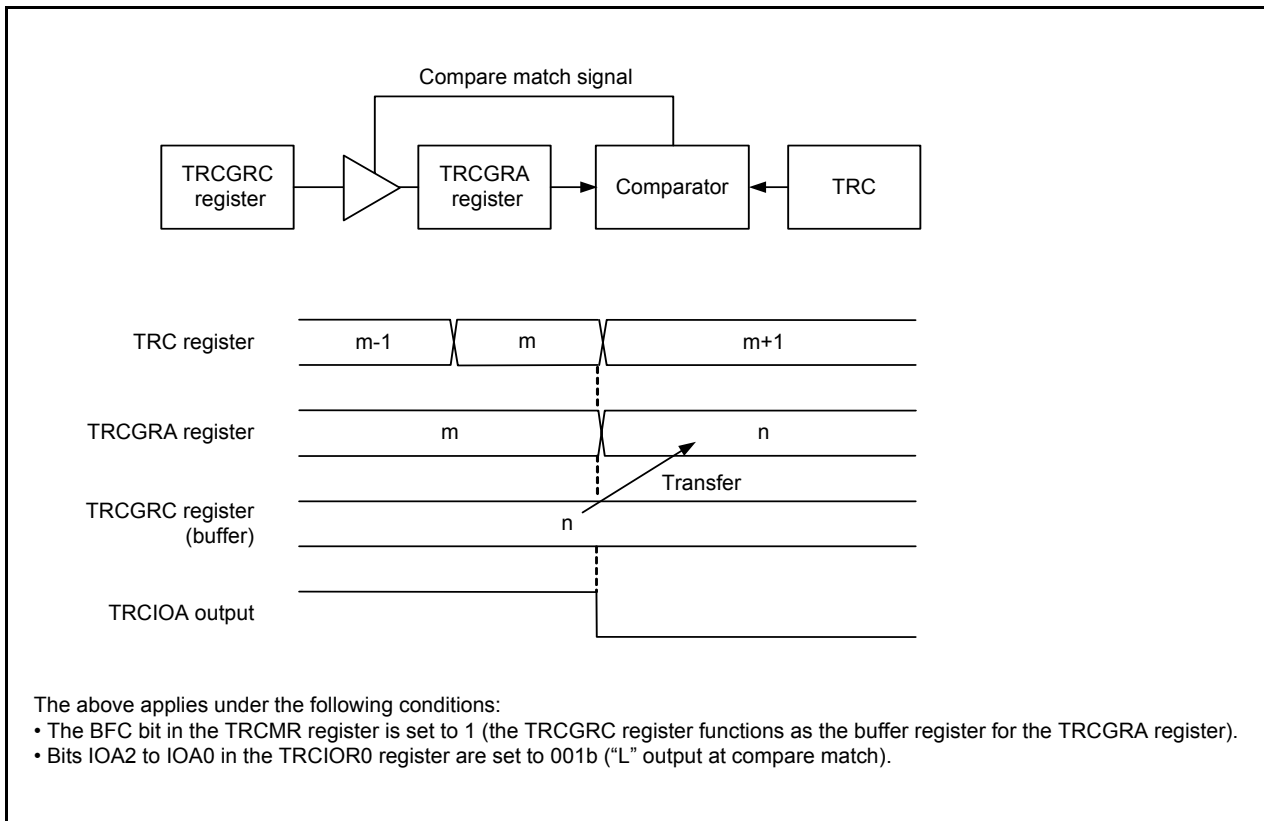 Compare match signal
TRCGRC
register
TRCGRA
register
Comparator
TRC
TRC register
m-1
m
m+1
TRCGRA register
m
n
Transfer
TRCGRC register
(buffer)
n
TRCIOA output
The above applies under the following conditions:
• The BFC bit in the TRCMR register is set to 1 (the TRCGRC register functions as the buffer register for the TRCGRA register).
• Bits IOA2 to IOA0 in the TRCIOR0 register are set to 001b (“L” output at compare match).